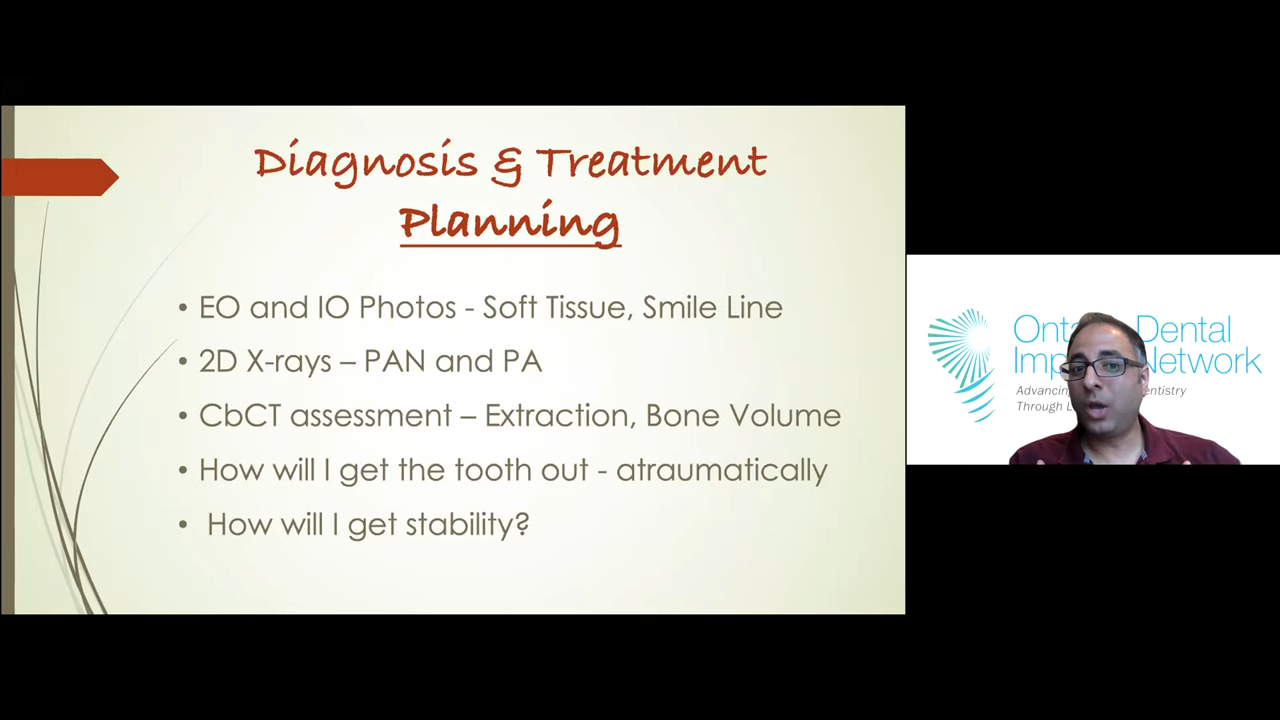 Diagnosis & Treatment
Planning
• EO and IO Photos - Soft Tissue, Smile Line
• 2D X-rays – PAN and PA
• CbCT assessment – Extraction, Bone Volume
• How will I get the tooth out - atraumatically
• How will I get stability?
Dental
Network
Advancing
Through